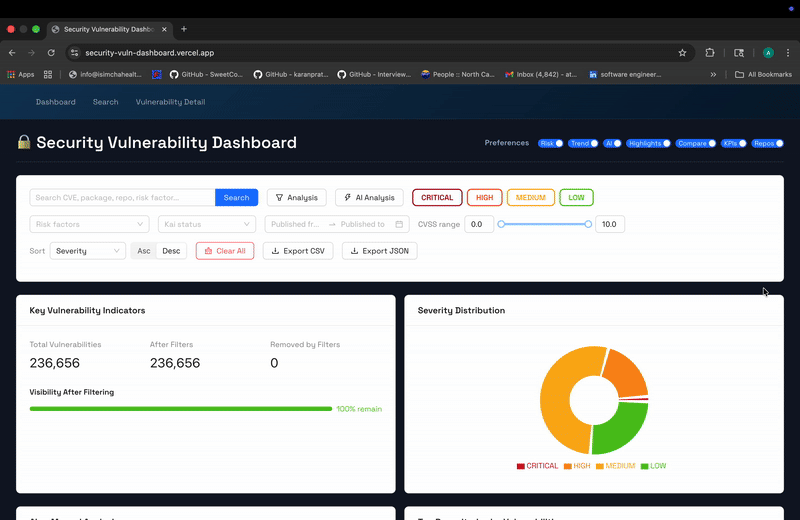 Security Vulnerability Dashbo
security-vuln-dashboard.vercel.app
A
Apps
info@isimchahealt...
GitHub - SweetCo...
GitHub - karanprat...
GitHub - Interview...
People :: North Ca...
Inbox (4,842) - at...
software engineer...
All Bookmarks
Dashboard Search Vulnerability Detail
Security Vulnerability Dashboard
Preferences Risk Trend AI Highlights Compare KPIs Repos
Search CVE, package, repo, risk factor... Search Analysis AI Analysis CRITICAL HIGH MEDIUM LOW
Risk factors Kai status Published fr... → Published to CVSS range 0.0 10.0
Sort Severity Asc Desc Clear All Export CSV Export JSON
Key Vulnerability Indicators
Total Vulnerabilities After Filters Removed by Filters
236,656 236,656 0
Visibility After Filtering
100% remain
Severity Distribution
CRITICAL HIGH MEDIUM LOW